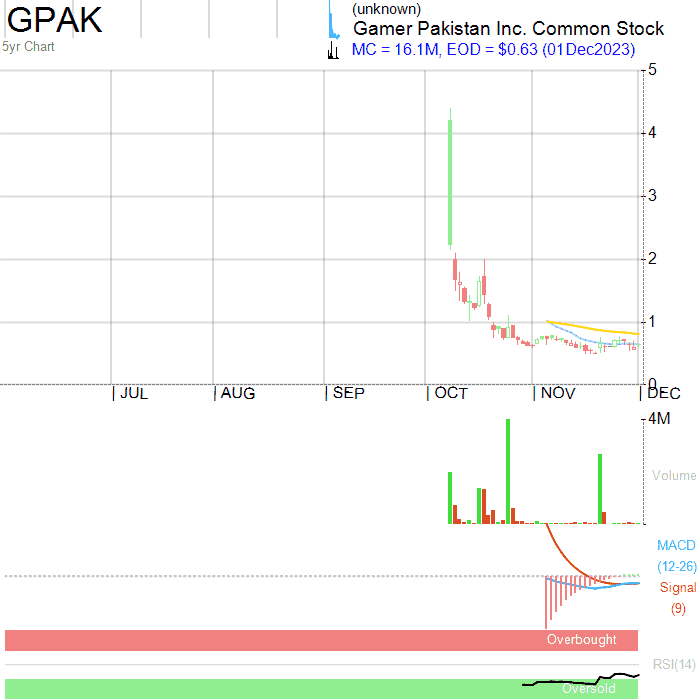 GPAK
5yr Chart
(unknown)
Gamer Pakistan Inc. Common Stock
MC = 16.1M, EOD = $0.63 (01Dec2023)
5
4
3
2
1
0
JUL AUG SEP OCT NOV DEC
4M
Volume
MACD
(12-26)
Signal
(9)
Overbought
RSI(14)
Oversold